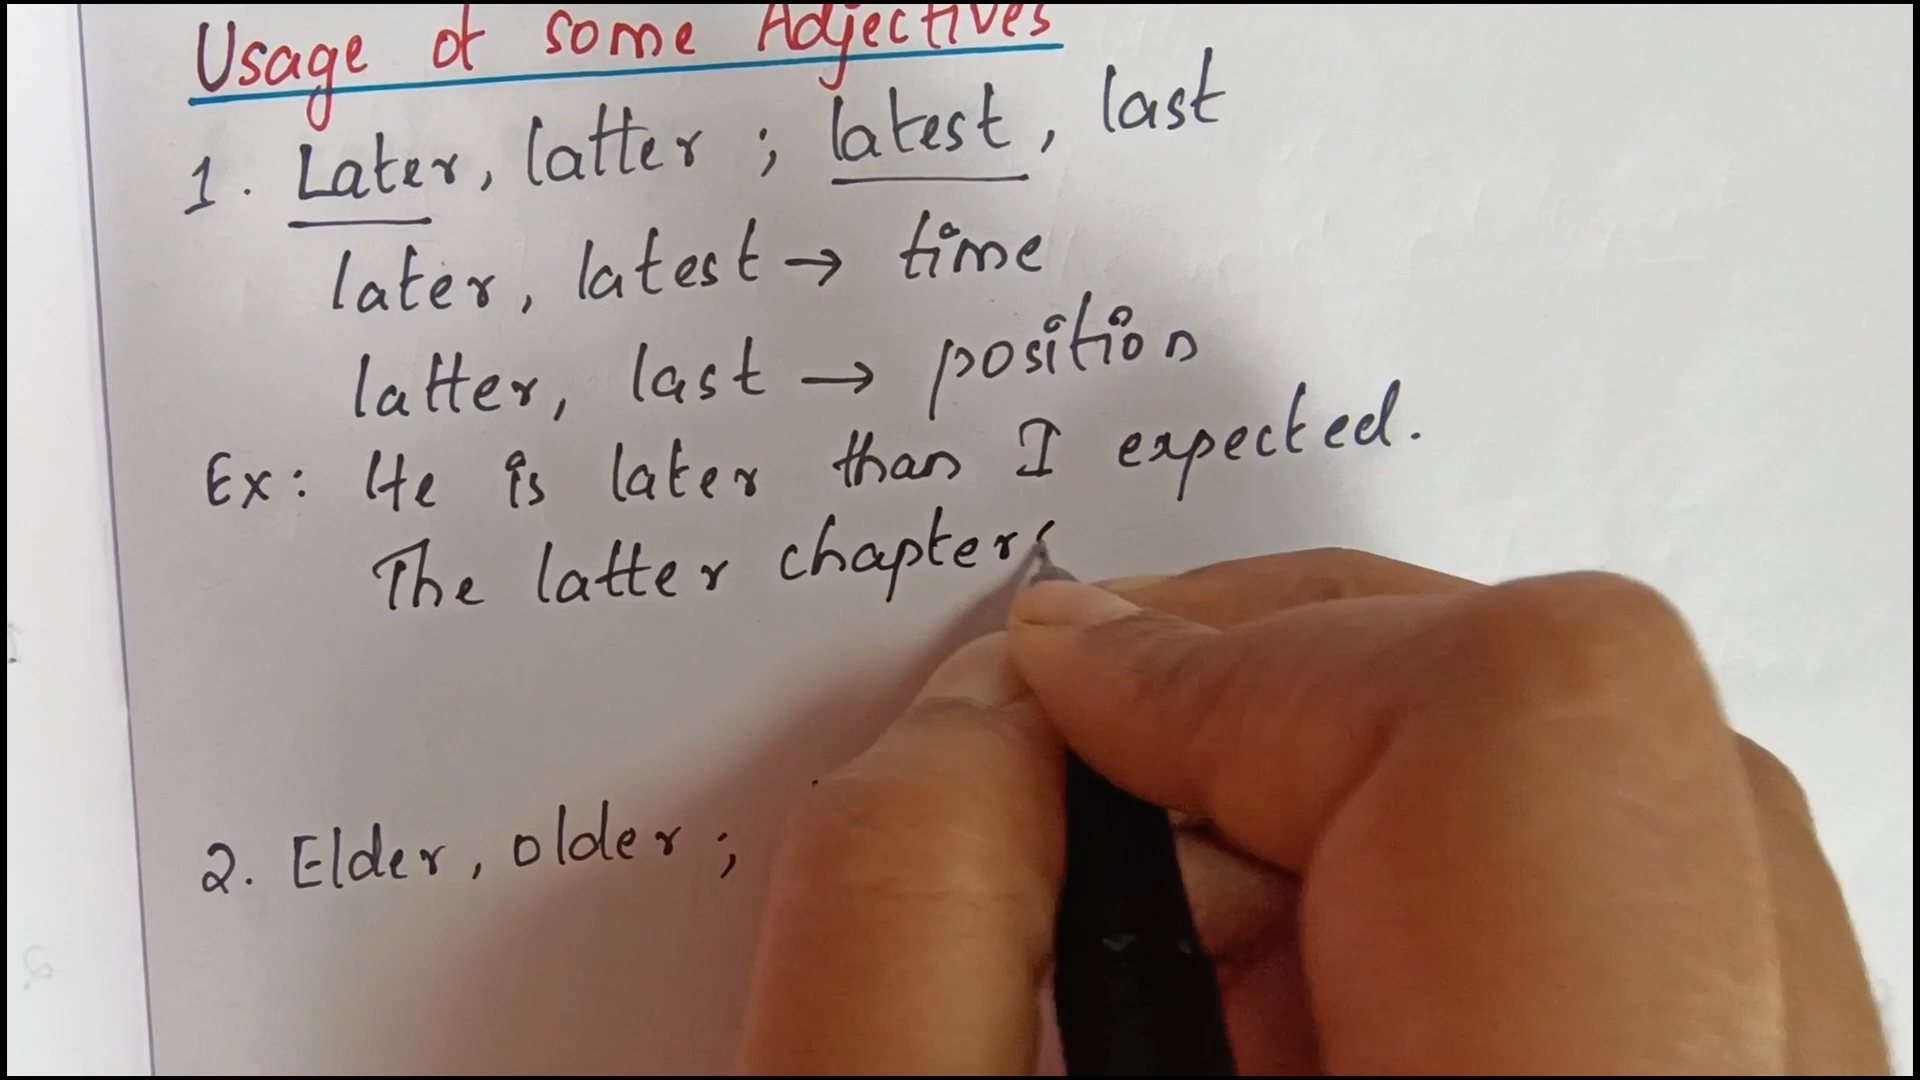 Usage of some Adjectives
1. Later, latter ; latest, last
later, latest → time
latter, last → position
Ex: He is later than I expected.
The latter chapters
2. Elder, older ;